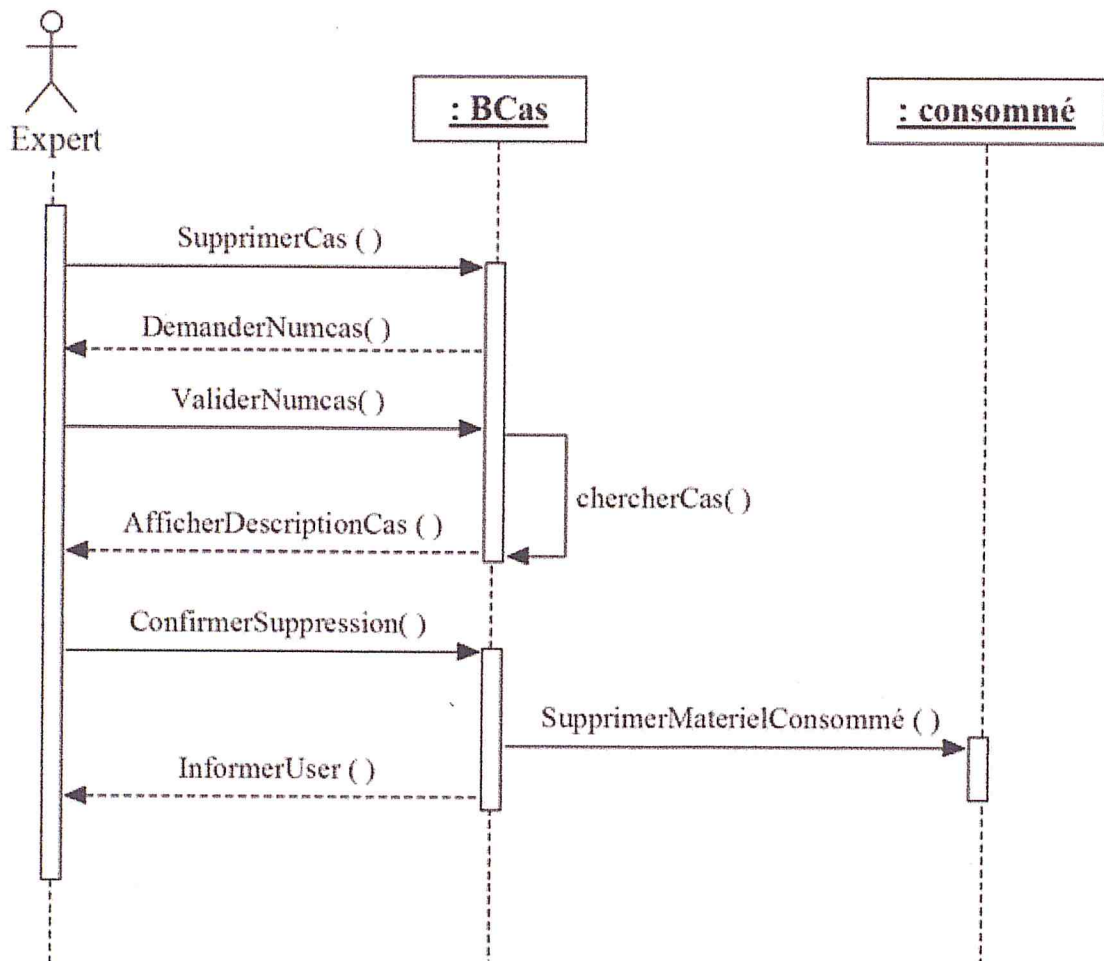 Expert
: BCas
: consommé
SupprimerCas ( )
DemanderNumcas( )
ValiderNumcas( )
chercherCas( )
AfficherDescriptionCas ( )
ConfirmerSuppression( )
SupprimerMaterielConsommé ( )
InformerUser ( )